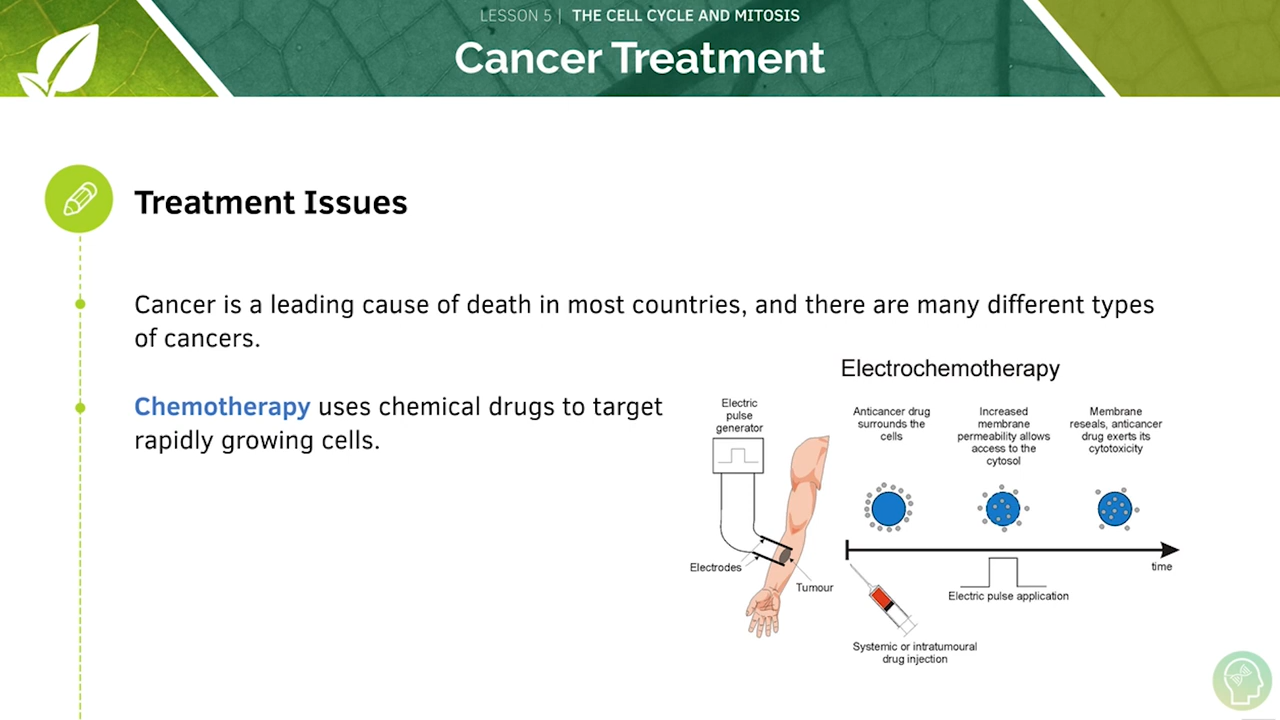 LESSON 5 | THE CELL CYCLE AND MITOSIS
Cancer Treatment
Treatment Issues
Cancer is a leading cause of death in most countries, and there are many different types
of cancers.
Chemotherapy uses chemical drugs to target
rapidly growing cells.
Electrochemotherapy
Electric
pulse
generator
Electrodes
Tumour
Anticancer drug
surrounds the
cells
Increased
membrane
permeability allows
access to the
cytosol
Membrane
reseals, anticancer
drug exerts its
cytotoxicity
time
Electric pulse application
Systemic or intratumoural
drug injection